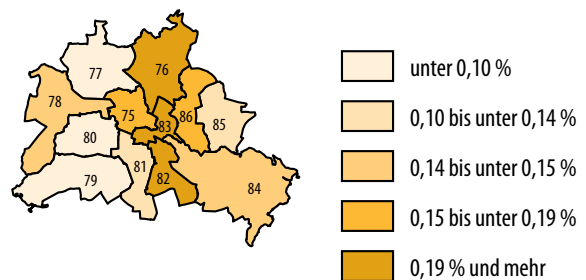 76
77
78
75
83
86
85
80
81
79
82
84
unter 0,10 %
0,10 bis unter 0,14 %
0,14 bis unter 0,15 %
0,15 bis unter 0,19 %
0,19 % und mehr